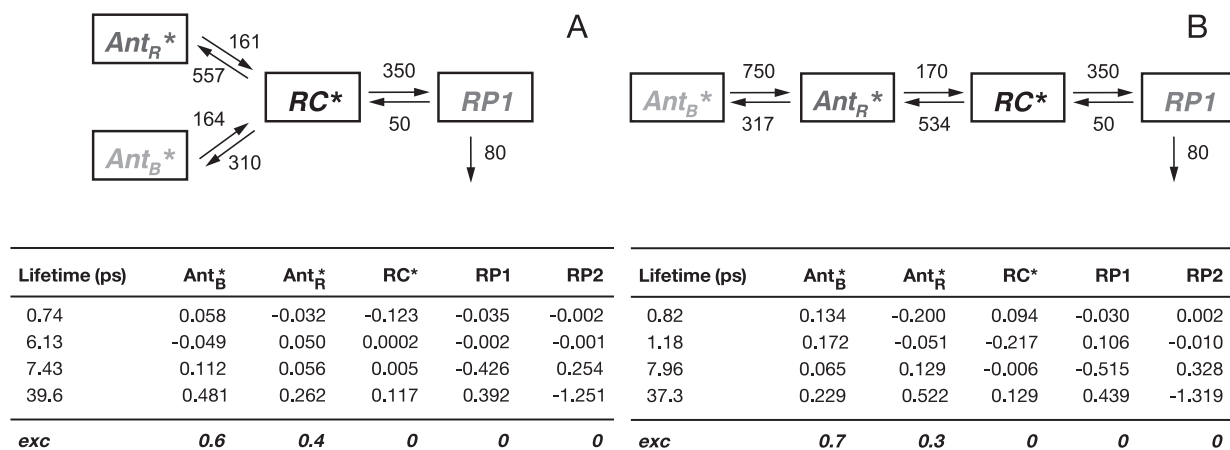 A
Ant_R*
161
557
RC*
350
50
RP1
80
Ant_B*
164
310
B
Ant_B*
750
317
Ant_R*
170
534
RC*
350
50
RP1
80
Lifetime (ps) Ant*_B Ant*_R RC* RP1 RP2
0.74 0.058 -0.032 -0.123 -0.035 -0.002
6.13 -0.049 0.050 0.0002 -0.002 -0.001
7.43 0.112 0.056 0.005 -0.426 0.254
39.6 0.481 0.262 0.117 0.392 -1.251
exc 0.6 0.4 0 0 0
Lifetime (ps) Ant*_B Ant*_R RC* RP1 RP2
0.82 0.134 -0.200 0.094 -0.030 0.002
1.18 0.172 -0.051 -0.217 0.106 -0.010
7.96 0.065 0.129 -0.006 -0.515 0.328
37.3 0.229 0.522 0.129 0.439 -1.319
exc 0.7 0.3 0 0 0